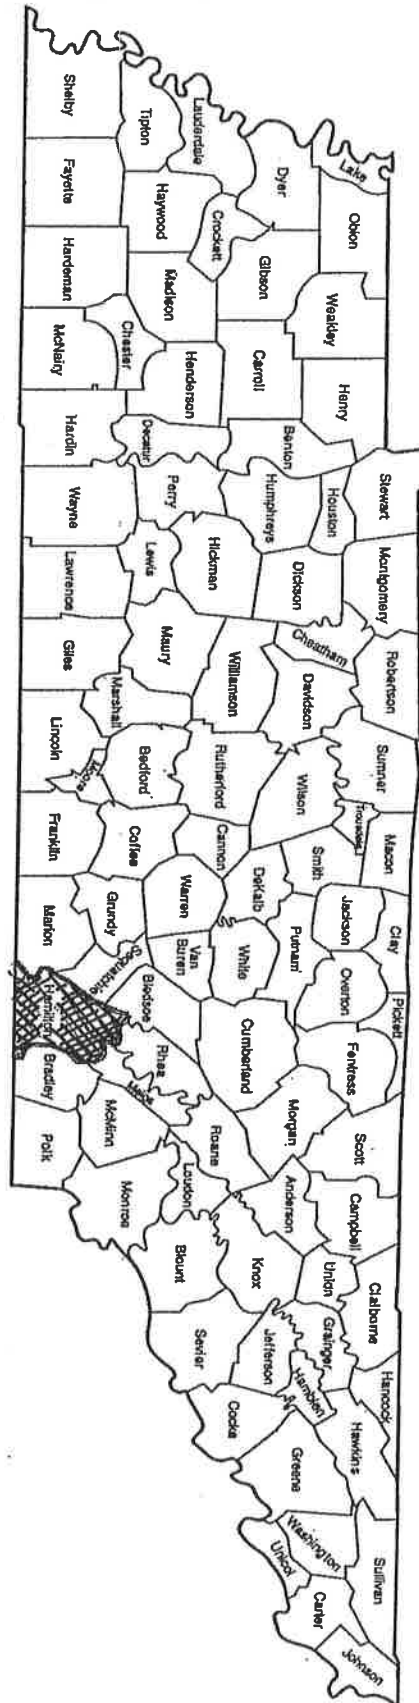 Lake
Obion
Weakley
Henry
Stewart
Montgomery
Robertson
Sumner
Macon
Clay
Pickett
Fentress
Scott
Campbell
Claiborne
Hancock
Hawkins
Sullivan
Johnson
Dyer
Gibson
Carroll
Benton
Houston
Humphreys
Dickson
Cheatham
Davidson
Wilson
Trousdale
Smith
Jackson
Overton
Putnam
Morgan
Anderson
Union
Grainger
Hamblen
Greene
Washington
Unicoi
Carter
Lauderdale
Crockett
Tipton
Haywood
Madison
Henderson
Decatur
Perry
Hickman
Lewis
Maury
Williamson
Rutherford
Cannon
DeKalb
White
Van
Buren
Warren
Cumberland
Roane
Loudon
Knox
Jefferson
Cocke
Sevier
Blount
Chester
Marshall
Bedford
Coffee
Grundy
Sequatchie
Bledsoe
Rhea
Meigs
McMinn
Monroe
Shelby
Fayette
Hardeman
McNairy
Hardin
Wayne
Lawrence
Giles
Lincoln
Moore
Franklin
Marion
Hamilton
Bradley
Polk